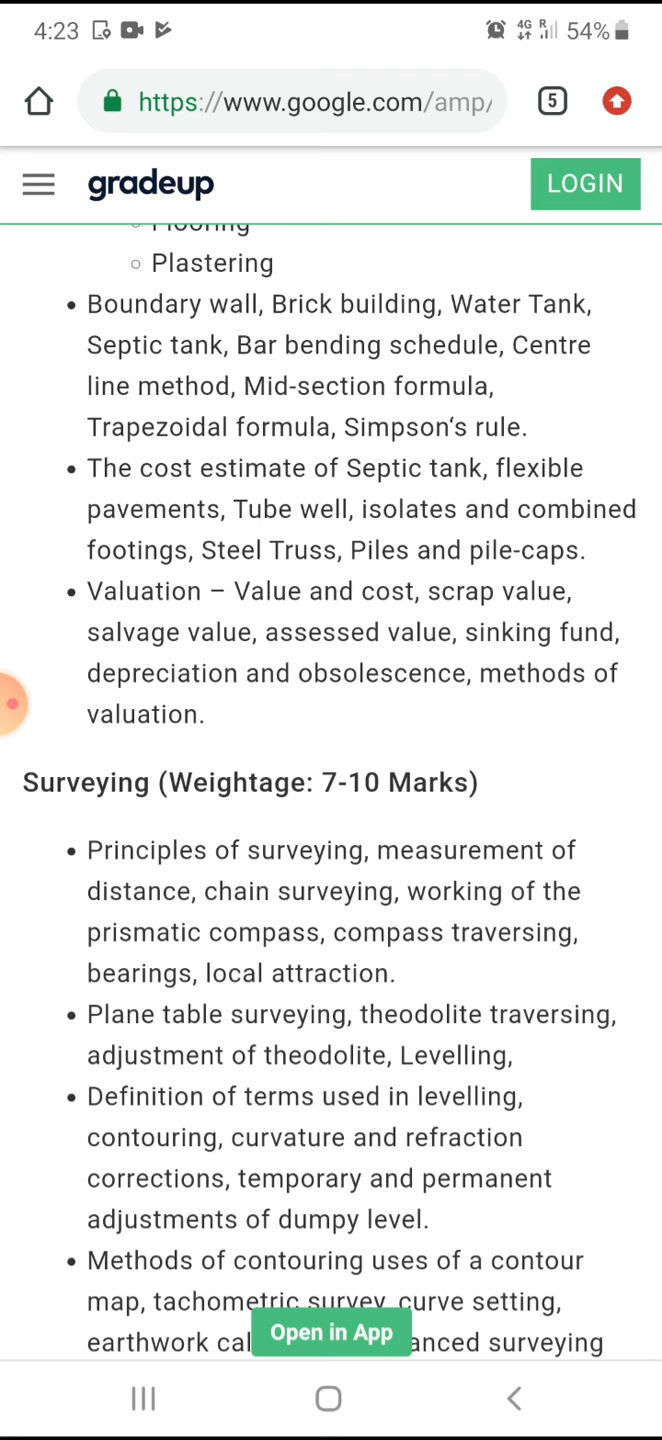 4:23 4G R 54%
https://www.google.com/amp/ 5
gradeup LOGIN
Flooring
Plastering
Boundary wall, Brick building, Water Tank,
Septic tank, Bar bending schedule, Centre
line method, Mid-section formula,
Trapezoidal formula, Simpson‘s rule.
The cost estimate of Septic tank, flexible
pavements, Tube well, isolates and combined
footings, Steel Truss, Piles and pile-caps.
Valuation – Value and cost, scrap value,
salvage value, assessed value, sinking fund,
depreciation and obsolescence, methods of
valuation.
Surveying (Weightage: 7-10 Marks)
Principles of surveying, measurement of
distance, chain surveying, working of the
prismatic compass, compass traversing,
bearings, local attraction.
Plane table surveying, theodolite traversing,
adjustment of theodolite, Levelling,
Definition of terms used in levelling,
contouring, curvature and refraction
corrections, temporary and permanent
adjustments of dumpy level.
Methods of contouring uses of a contour
map, tachometric survey, curve setting,
earthwork cal anced surveying
Open in App